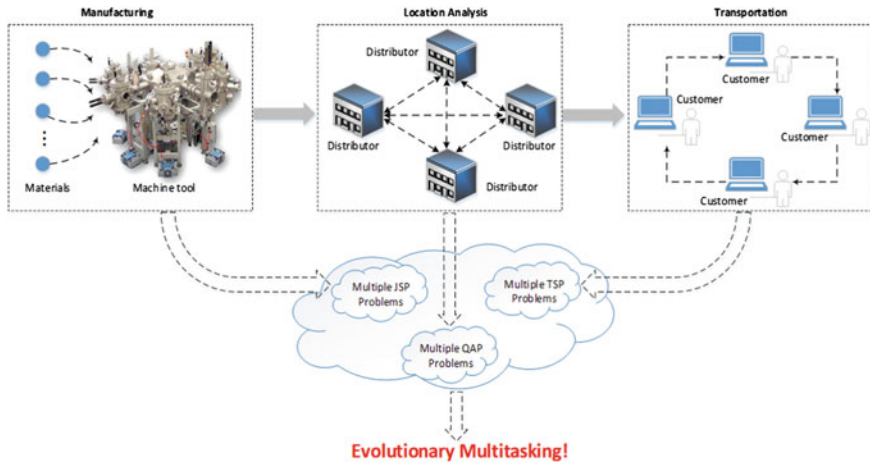 Manufacturing
Location Analysis
Transportation
Materials
Machine tool
Distributor
Distributor
Distributor
Distributor
Customer
Customer
Customer
Customer
Multiple JSP
Problems
Multiple TSP
Problems
Multiple QAP
Problems
Evolutionary Multitasking!